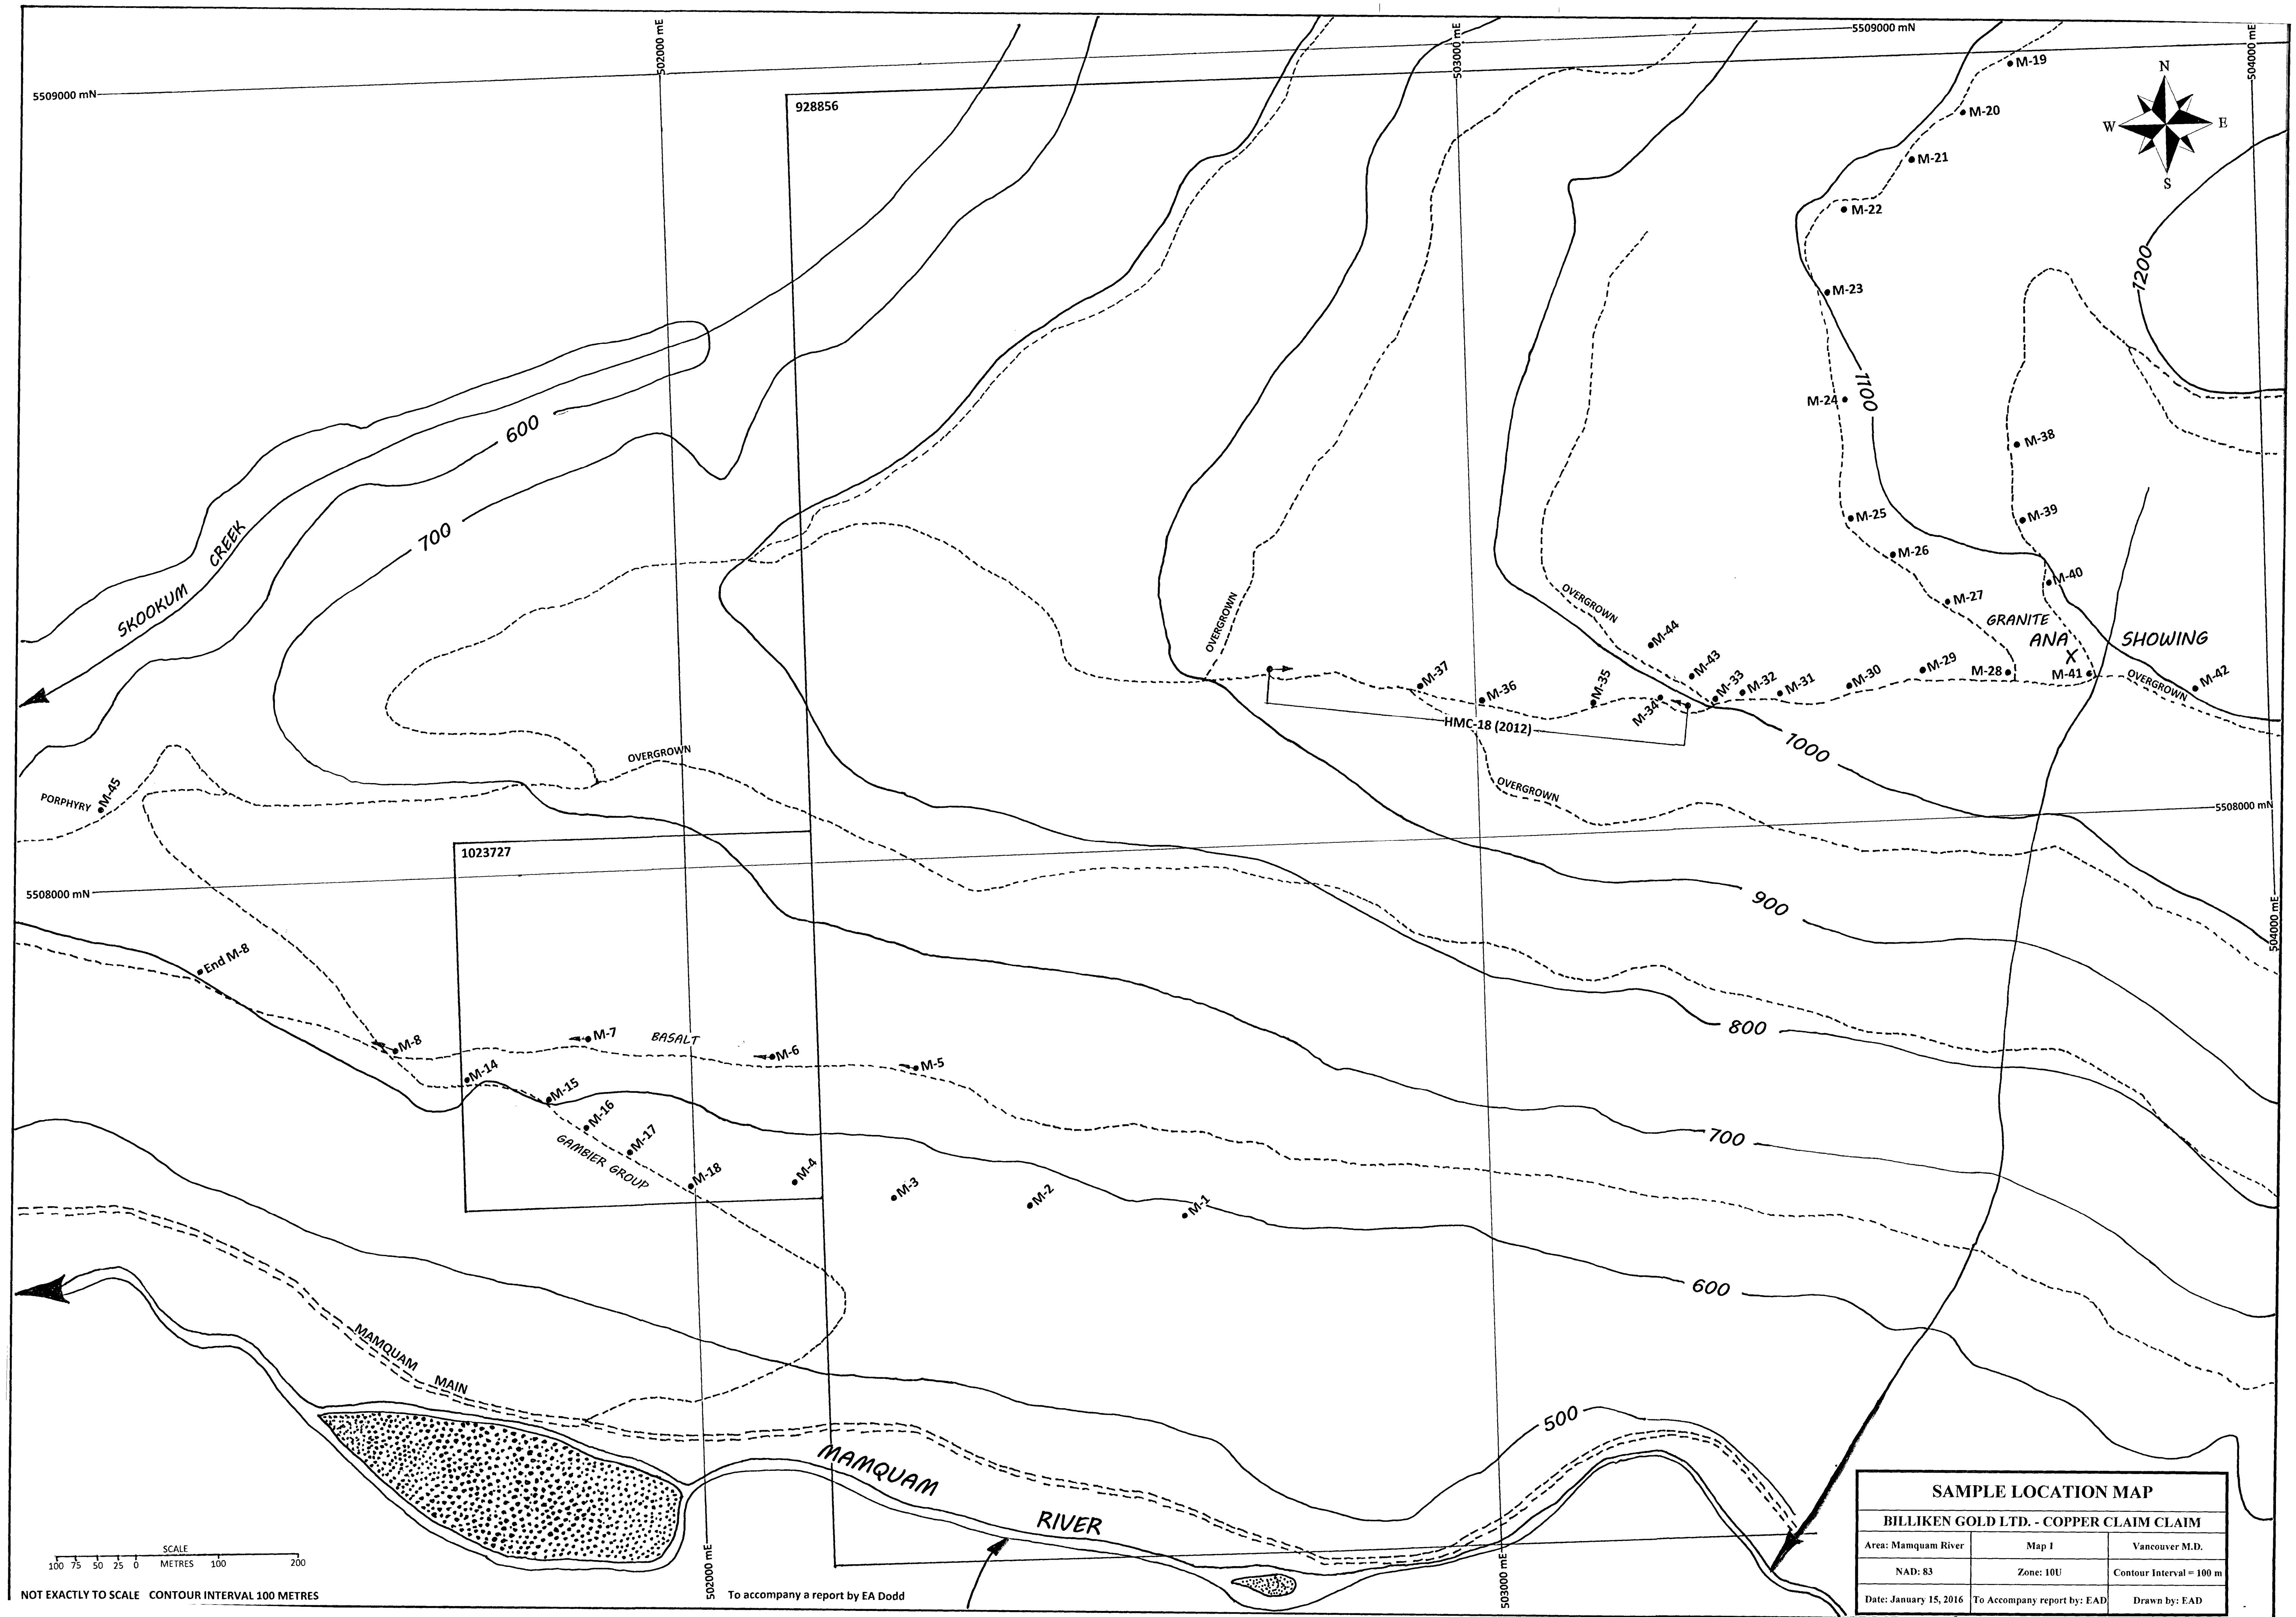 502000 mE
503000 mE
5509000 mN
504000 mE
5509000 mN
928856
M-19
M-20
M-21
M-22
M-23
M-24
M-25
M-26
M-27
N
W
E
S
1200
1100
M-38
M-39
M-40
GRANITE
ANA
SHOWING
X
M-28
M-41
M-42
OVERGROWN
600
700
SKOOKUM
CREEK
OVERGROWN
OVERGROWN
M-44
M-43
M-37
M-36
M-35
M-34
M-33
M-32
M-31
M-30
M-29
HMC-18 (2012)
1000
OVERGROWN
OVERGROWN
PORPHYRY
M-45
5508000 mN
1023727
5508000 mN
900
504000 mE
End M-8
M-8
M-7
BASALT
M-6
M-5
800
M-14
M-15
M-16
M-17
GAMBIER GROUP
M-18
M-4
M-3
M-2
M-1
700
600
MAMQUAM
MAIN
500
MAMQUAM
RIVER
502000 mE
503000 mE
SCALE
100 75 50 25 0 METRES 100 200
NOT EXACTLY TO SCALE CONTOUR INTERVAL 100 METRES
To accompany a report by EA Dodd
SAMPLE LOCATION MAP
BILLIKEN GOLD LTD. - COPPER CLAIM CLAIM
Area: Mamquam River Map 1 Vancouver M.D.
NAD: 83 Zone: 10U Contour Interval = 100 m
Date: January 15, 2016 To Accompany report by: EAD Drawn by: EAD